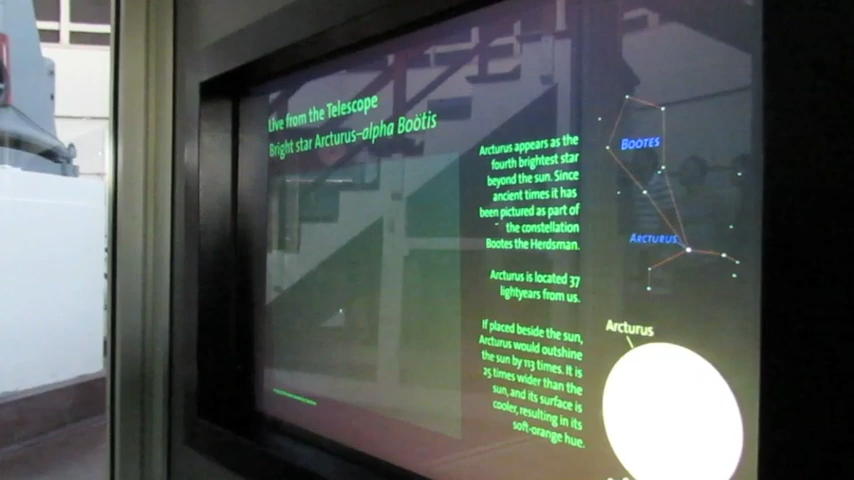 Live from the Telescope
Bright star Arcturus–alpha Boötis
Arcturus appears as the
fourth brightest star
beyond the sun. Since
ancient times it has
been pictured as part of
the constellation
Bootes the Herdsman.
Arcturus is located 37
lightyears from us.
If placed beside the sun,
Arcturus would outshine
the sun by 113 times. It is
25 times wider than the
sun, and its surface is
cooler, resulting in its
soft-orange hue.
BOOTES
ARCTURUS
Arcturus